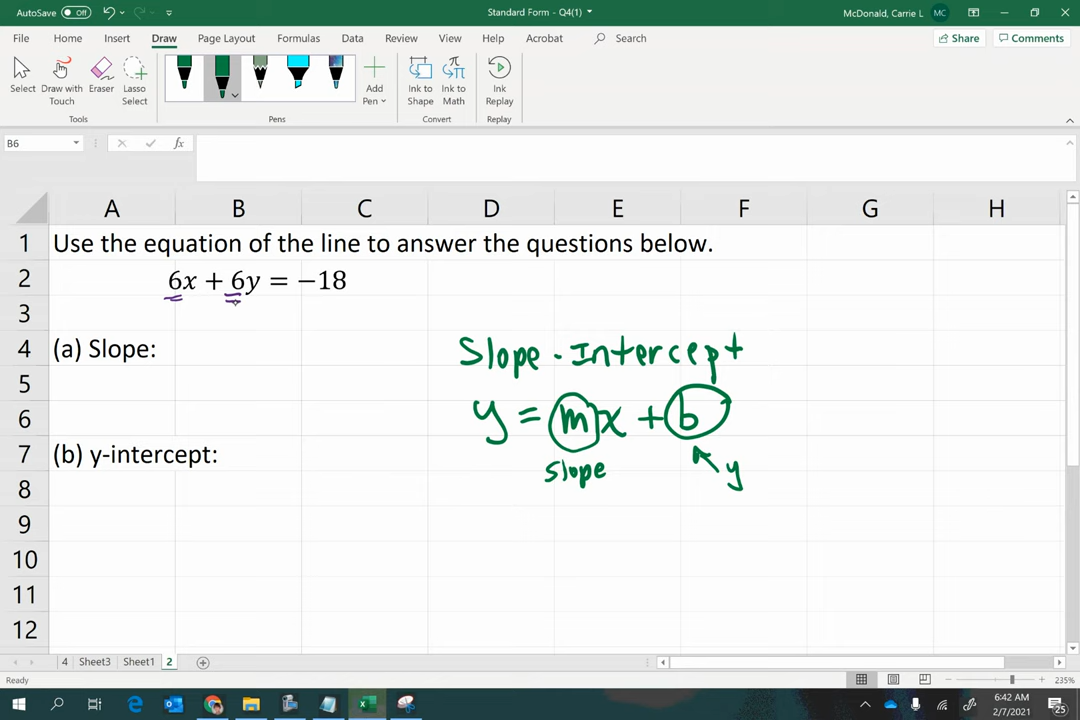 AutoSave Off Standard Form - Q4(1) McDonald, Carrie L MC
File Home Insert Draw Page Layout Formulas Data Review View Help Acrobat Search Share Comments
Select Draw with Touch Eraser Lasso Select Add Pen Ink to Shape Ink to Math Ink Replay
Tools Pens Convert Replay
B6 fx
A B C D E F G H
1 Use the equation of the line to answer the questions below.
2 6x + 6y = −18
3
4 (a) Slope: Slope - Intercept
5
6 y = mx + b
7 (b) y-intercept: slope y
8
9
10
11
12
4 Sheet3 Sheet1 2
Ready 235%
6:42 AM
2/7/2021
25